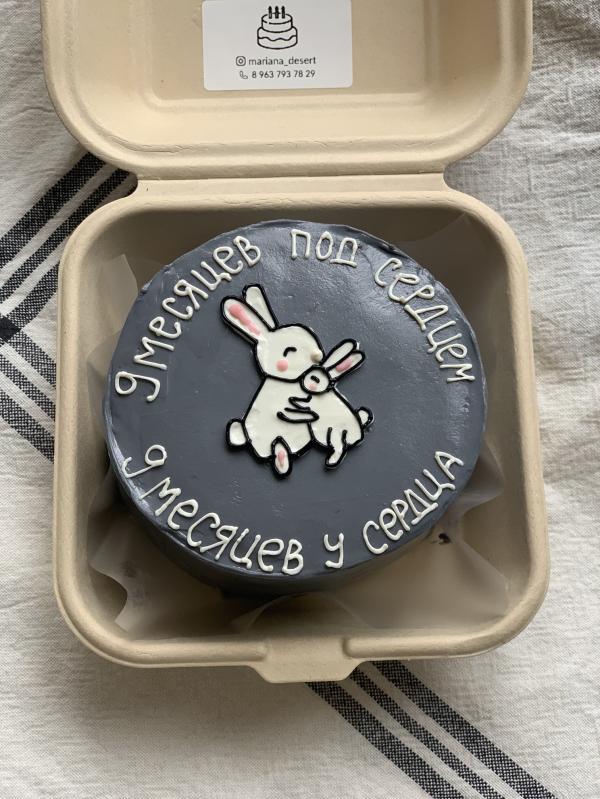 mariana_desert
8 963 793 78 29
9 месяцев под сердцем
9 месяцев у сердца